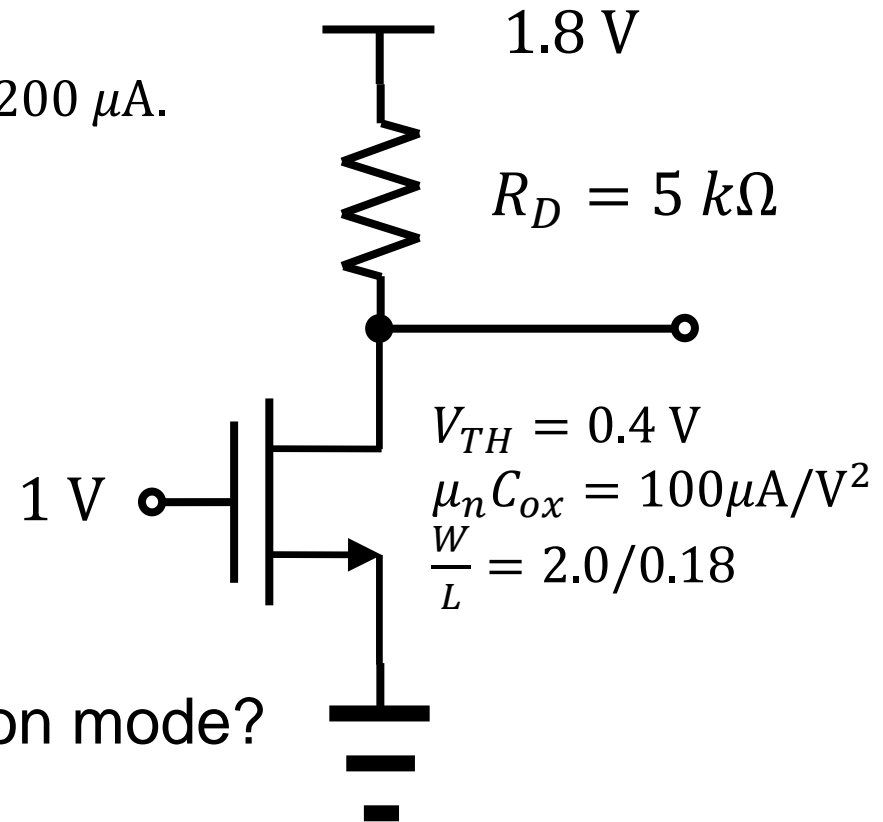 1.8 V
200 μA.
R_D = 5 kΩ
V_TH = 0.4 V
1 V
μ_nC_ox = 100μA/V²
W/L = 2.0/0.18
on mode?